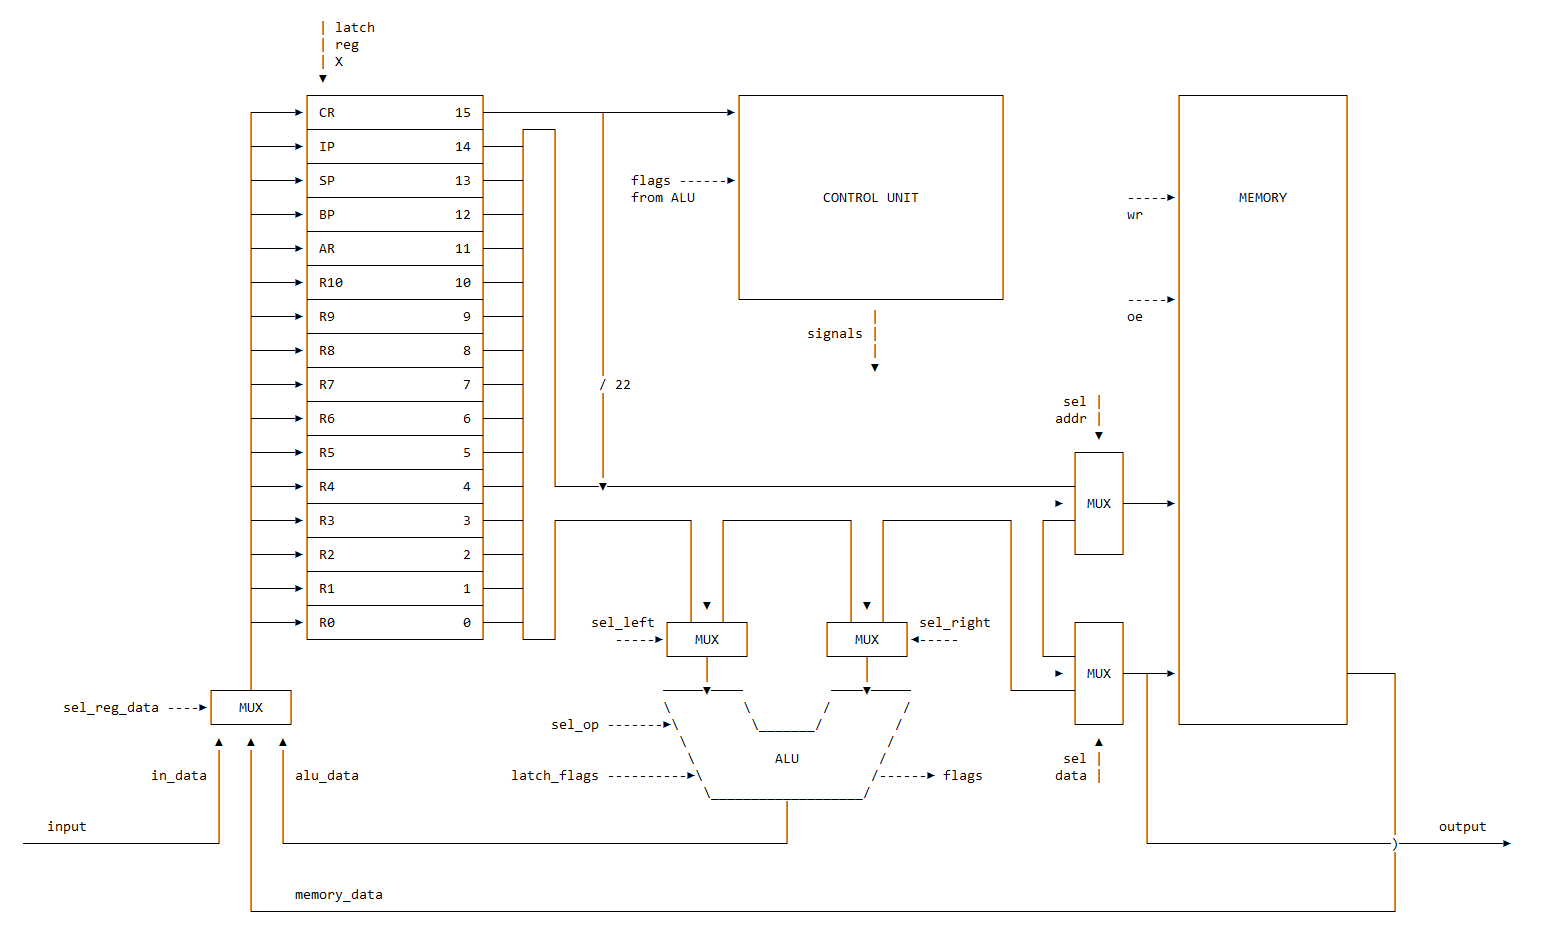 latch
reg
X
CR 15
IP 14
SP 13
BP 12
AR 11
R10 10
R9 9
R8 8
R7 7
R6 6
R5 5
R4 4
R3 3
R2 2
R1 1
R0 0
flags
from ALU
CONTROL UNIT
signals
/ 22
wr
MEMORY
oe
sel
addr
MUX
sel_left
MUX
MUX
sel_right
MUX
sel
data
sel_reg_data
MUX
sel_op
ALU
latch_flags
flags
in_data
alu_data
input
output
memory_data